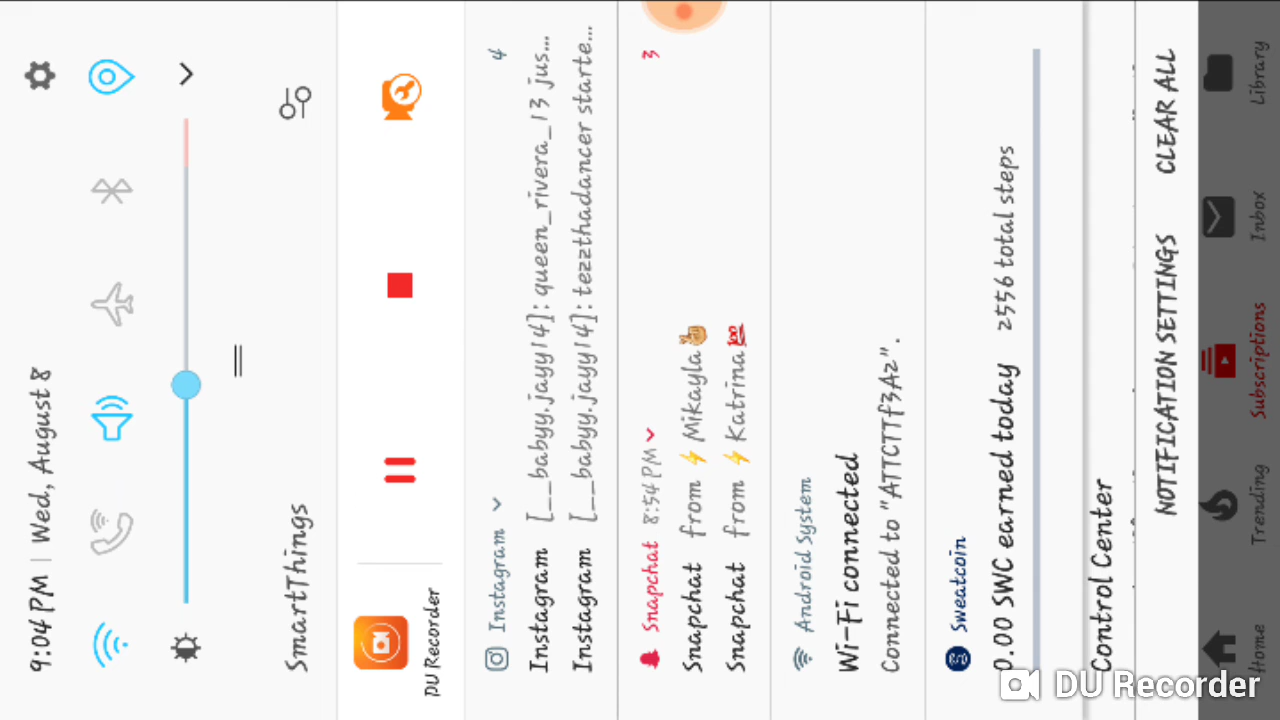 9:04 PM | Wed, August 8
SmartThings
DU Recorder
Instagram
4
Instagram [__babyy.jayy14]: queen_rivera_13 jus...
Instagram [__babyy.jayy14]: tezzthadancer starte...
Snapchat 8:54 PM
3
Snapchat from ⚡ Mikayla🤞🏼
Snapchat from ⚡ Katrina💯
Android System
Wi-Fi connected
Connected to "ATTCTTf3Az".
Sweatcoin
0.00 SWC earned today 2556 total steps
Control Center
NOTIFICATION SETTINGS CLEAR ALL
Home Trending Subscriptions Inbox Library
DU Recorder